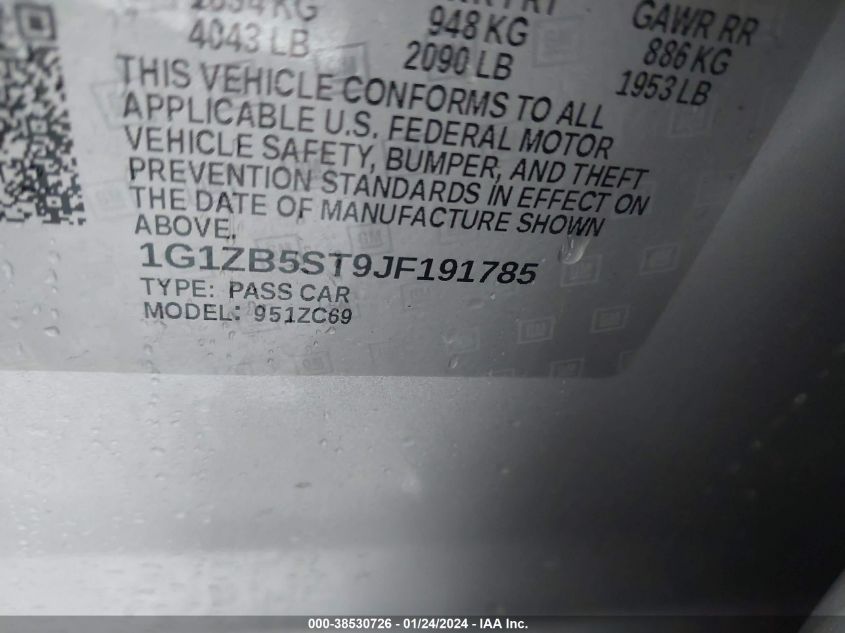 KG
4043 LB
948 KG
2090 LB
GAWR RR
886 KG
1953 LB
THIS VEHICLE CONFORMS TO ALL
APPLICABLE U.S. FEDERAL MOTOR
VEHICLE SAFETY, BUMPER, AND THEFT
PREVENTION STANDARDS IN EFFECT ON
THE DATE OF MANUFACTURE SHOWN
ABOVE.
1G1ZB5ST9JF191785
TYPE: PASS CAR
MODEL: 951ZC69
000-38530726 - 01/24/2024 - IAA Inc.